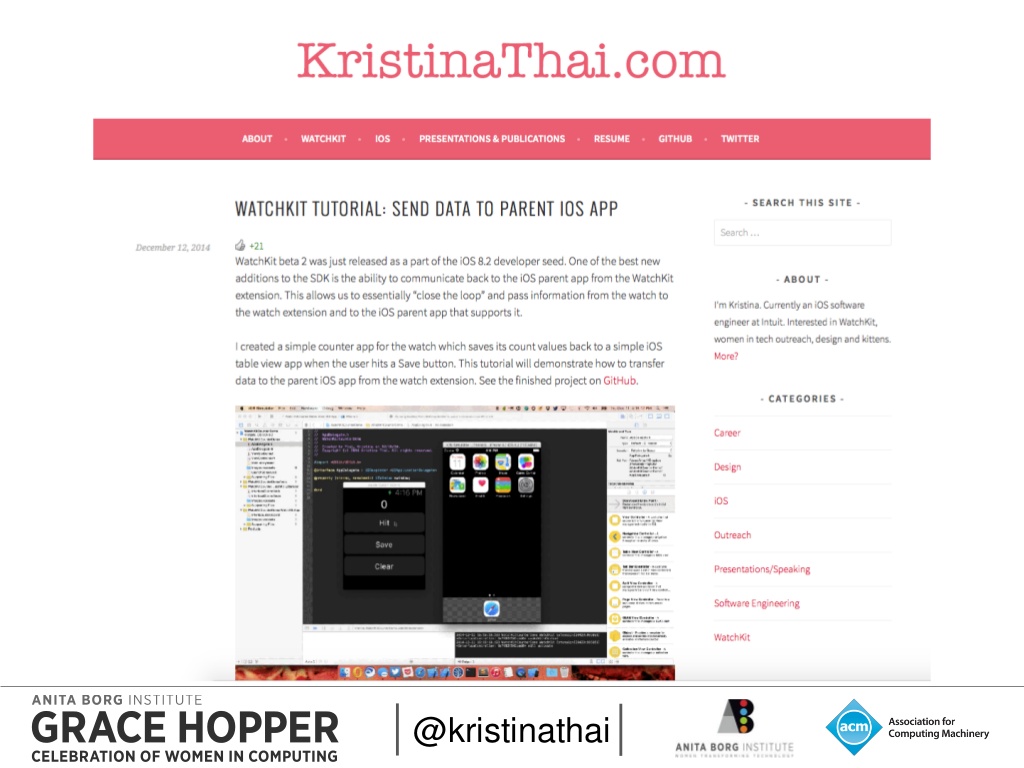 KristinaThai.com
ABOUT • WATCHKIT • IOS • PRESENTATIONS & PUBLICATIONS • RESUME • GITHUB • TWITTER
WATCHKIT TUTORIAL: SEND DATA TO PARENT IOS APP
December 12, 2014
+21
WatchKit beta 2 was just released as a part of the iOS 8.2 developer seed. One of the best new
additions to the SDK is the ability to communicate back to the iOS parent app from the WatchKit
extension. This allows us to essentially "close the loop" and pass information from the watch to
the watch extension and to the iOS parent app that supports it.
I created a simple counter app for the watch which saves its count values back to a simple iOS
table view app when the user hits a Save button. This tutorial will demonstrate how to transfer
data to the parent iOS app from the watch extension. See the finished project on GitHub.
4:16 PM
0
Hit
Save
Clear
- SEARCH THIS SITE -
Search …
- ABOUT -
I'm Kristina. Currently an iOS software
engineer at Intuit. Interested in WatchKit,
women in tech outreach, design and kittens.
More?
- CATEGORIES -
Career
Design
iOS
Outreach
Presentations/Speaking
Software Engineering
WatchKit
ANITA BORG INSTITUTE
GRACE HOPPER
CELEBRATION OF WOMEN IN COMPUTING
@kristinathai
ANITA BORG INSTITUTE
WOMEN TRANSFORMING TECHNOLOGY
acm
Association for
Computing Machinery